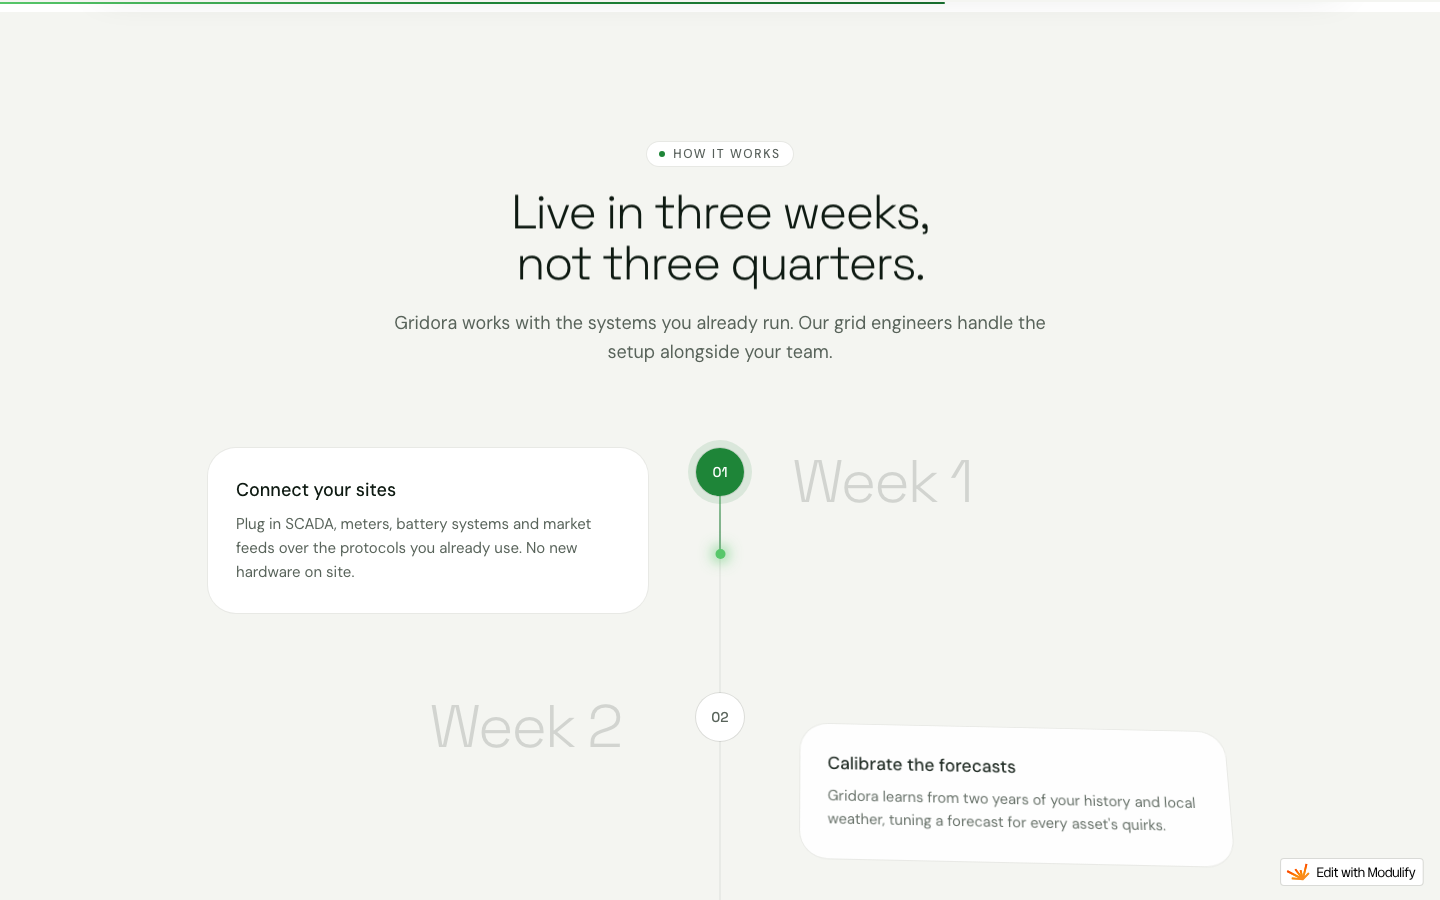 HOW IT WORKS
Live in three weeks,
not three quarters.
Gridora works with the systems you already run. Our grid engineers handle the
setup alongside your team.
Connect your sites
Plug in SCADA, meters, battery systems and market
feeds over the protocols you already use. No new
hardware on site.
01
Week 1
Week 2
02
Calibrate the forecasts
Gridora learns from two years of your history and local
weather, tuning a forecast for every asset's quirks.
Edit with Modulify